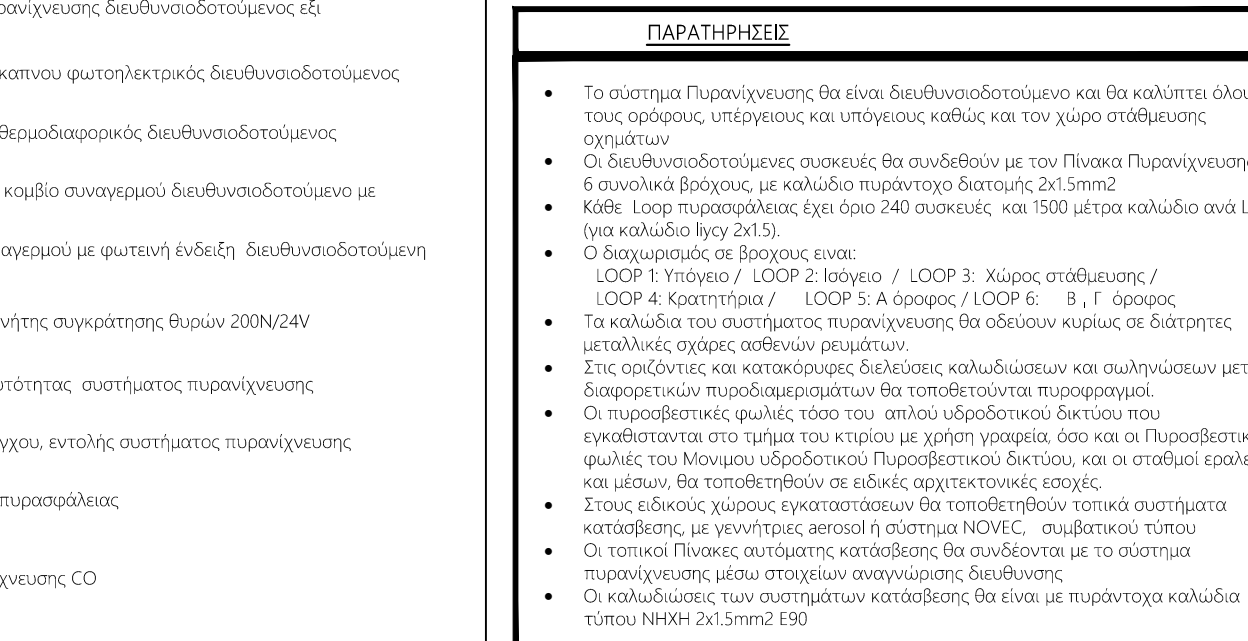 ρανίχνευσης διευθυνσιοδοτούμενος εξι
καπνου φωτοηλεκτρικός διευθυνσιοδοτούμενος
θερμοδιαφορικός διευθυνσιοδοτούμενος
κομβίο συναγερμού διευθυνσιοδοτούμενο με
αγερμού με φωτεινή ένδειξη διευθυνσιοδοτούμενη
νήτης συγκράτησης θυρών 200N/24V
υτότητας συστήματος πυρανίχνευσης
γχου, εντολής συστήματος πυρανίχνευσης
πυρασφάλειας
χνευσης CO
ΠΑΡΑΤΗΡΗΣΕΙΣ
• Το σύστημα Πυρανίχνευσης θα είναι διευθυνσιοδοτούμενο και θα καλύπτει όλου
τους ορόφους, υπέργειους και υπόγειους καθώς και τον χώρο στάθμευσης
οχημάτων
• Οι διευθυνσιοδοτούμενες συσκευές θα συνδεθούν με τον Πίνακα Πυρανίχνευσης
6 συνολικά βρόχους, με καλώδιο πυράντοχο διατομής 2x1.5mm2
• Κάθε Loop πυρασφάλειας έχει όριο 240 συσκευές και 1500 μέτρα καλώδιο ανά L
(για καλώδιο liycy 2x1.5).
• Ο διαχωρισμός σε βροχους ειναι:
LOOP 1: Υπόγειο / LOOP 2: Ισόγειο / LOOP 3: Χώρος στάθμευσης /
LOOP 4: Κρατητήρια / LOOP 5: Α όροφος / LOOP 6: Β , Γ όροφος
• Τα καλώδια του συστήματος πυρανίχνευσης θα οδεύουν κυρίως σε διάτρητες
μεταλλικές σχάρες ασθενών ρευμάτων.
• Στις οριζόντιες και κατακόρυφες διελεύσεις καλωδιώσεων και σωληνώσεων μετ
διαφορετικών πυροδιαμερισμάτων θα τοποθετούνται πυροφραγμοί.
• Οι πυροσβεστικές φωλιές τόσο του απλού υδροδοτικού δικτύου που
εγκαθιστανται στο τμήμα του κτιρίου με χρήση γραφεία, όσο και οι Πυροσβεστικ
φωλιές του Μονιμου υδροδοτικού Πυροσβεστικού δικτύου, και οι σταθμοί εραλε
και μέσων, θα τοποθετηθούν σε ειδικές αρχιτεκτονικές εσοχές.
• Στους ειδικούς χώρους εγκαταστάσεων θα τοποθετηθούν τοπικά συστήματα
κατάσβεσης, με γεννήτριες aerosol ή σύστημα NOVEC, συμβατικού τύπου
• Οι τοπικοί Πίνακες αυτόματης κατάσβεσης θα συνδέονται με το σύστημα
πυρανίχνευσης μέσω στοιχείων αναγνώρισης διευθυνσης
• Οι καλωδιώσεις των συστημάτων κατάσβεσης θα είναι με πυράντοχα καλώδια
τύπου NHXH 2x1.5mm2 E90